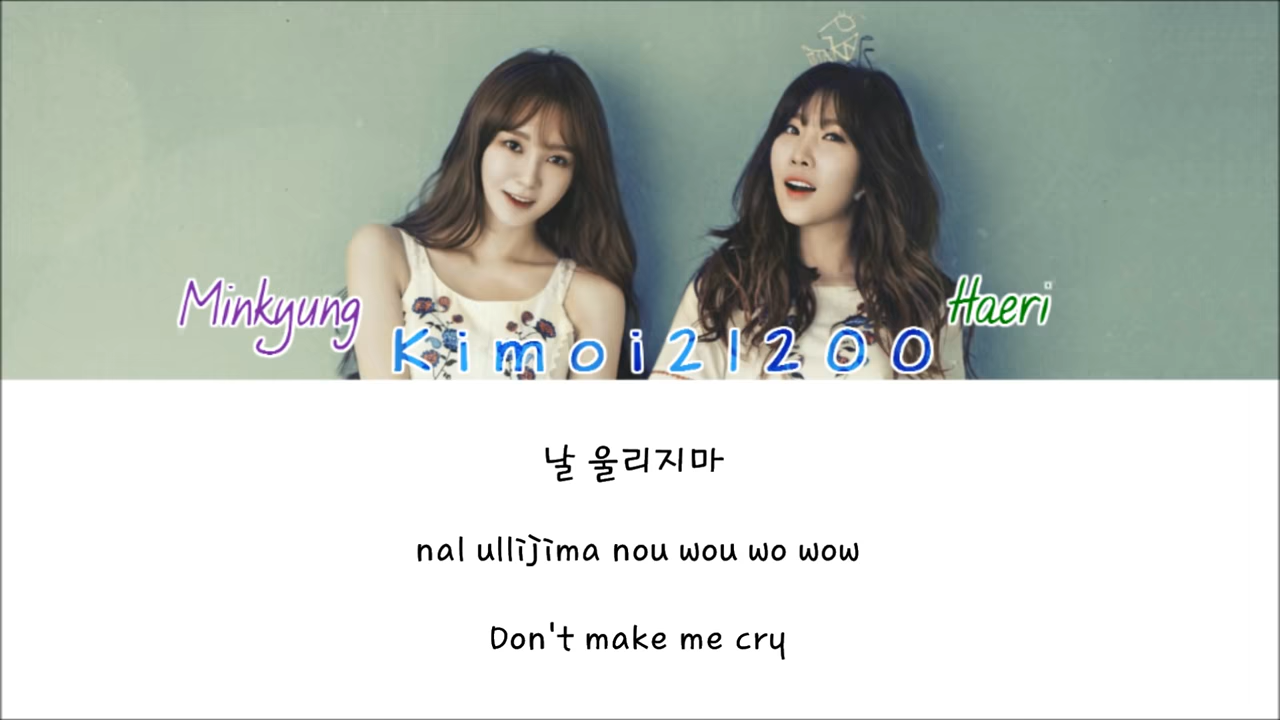 Minkyung
Haeri
Kimoi21200
날 울리지마
nal ullijima nou wou wo wow
Don't make me cry